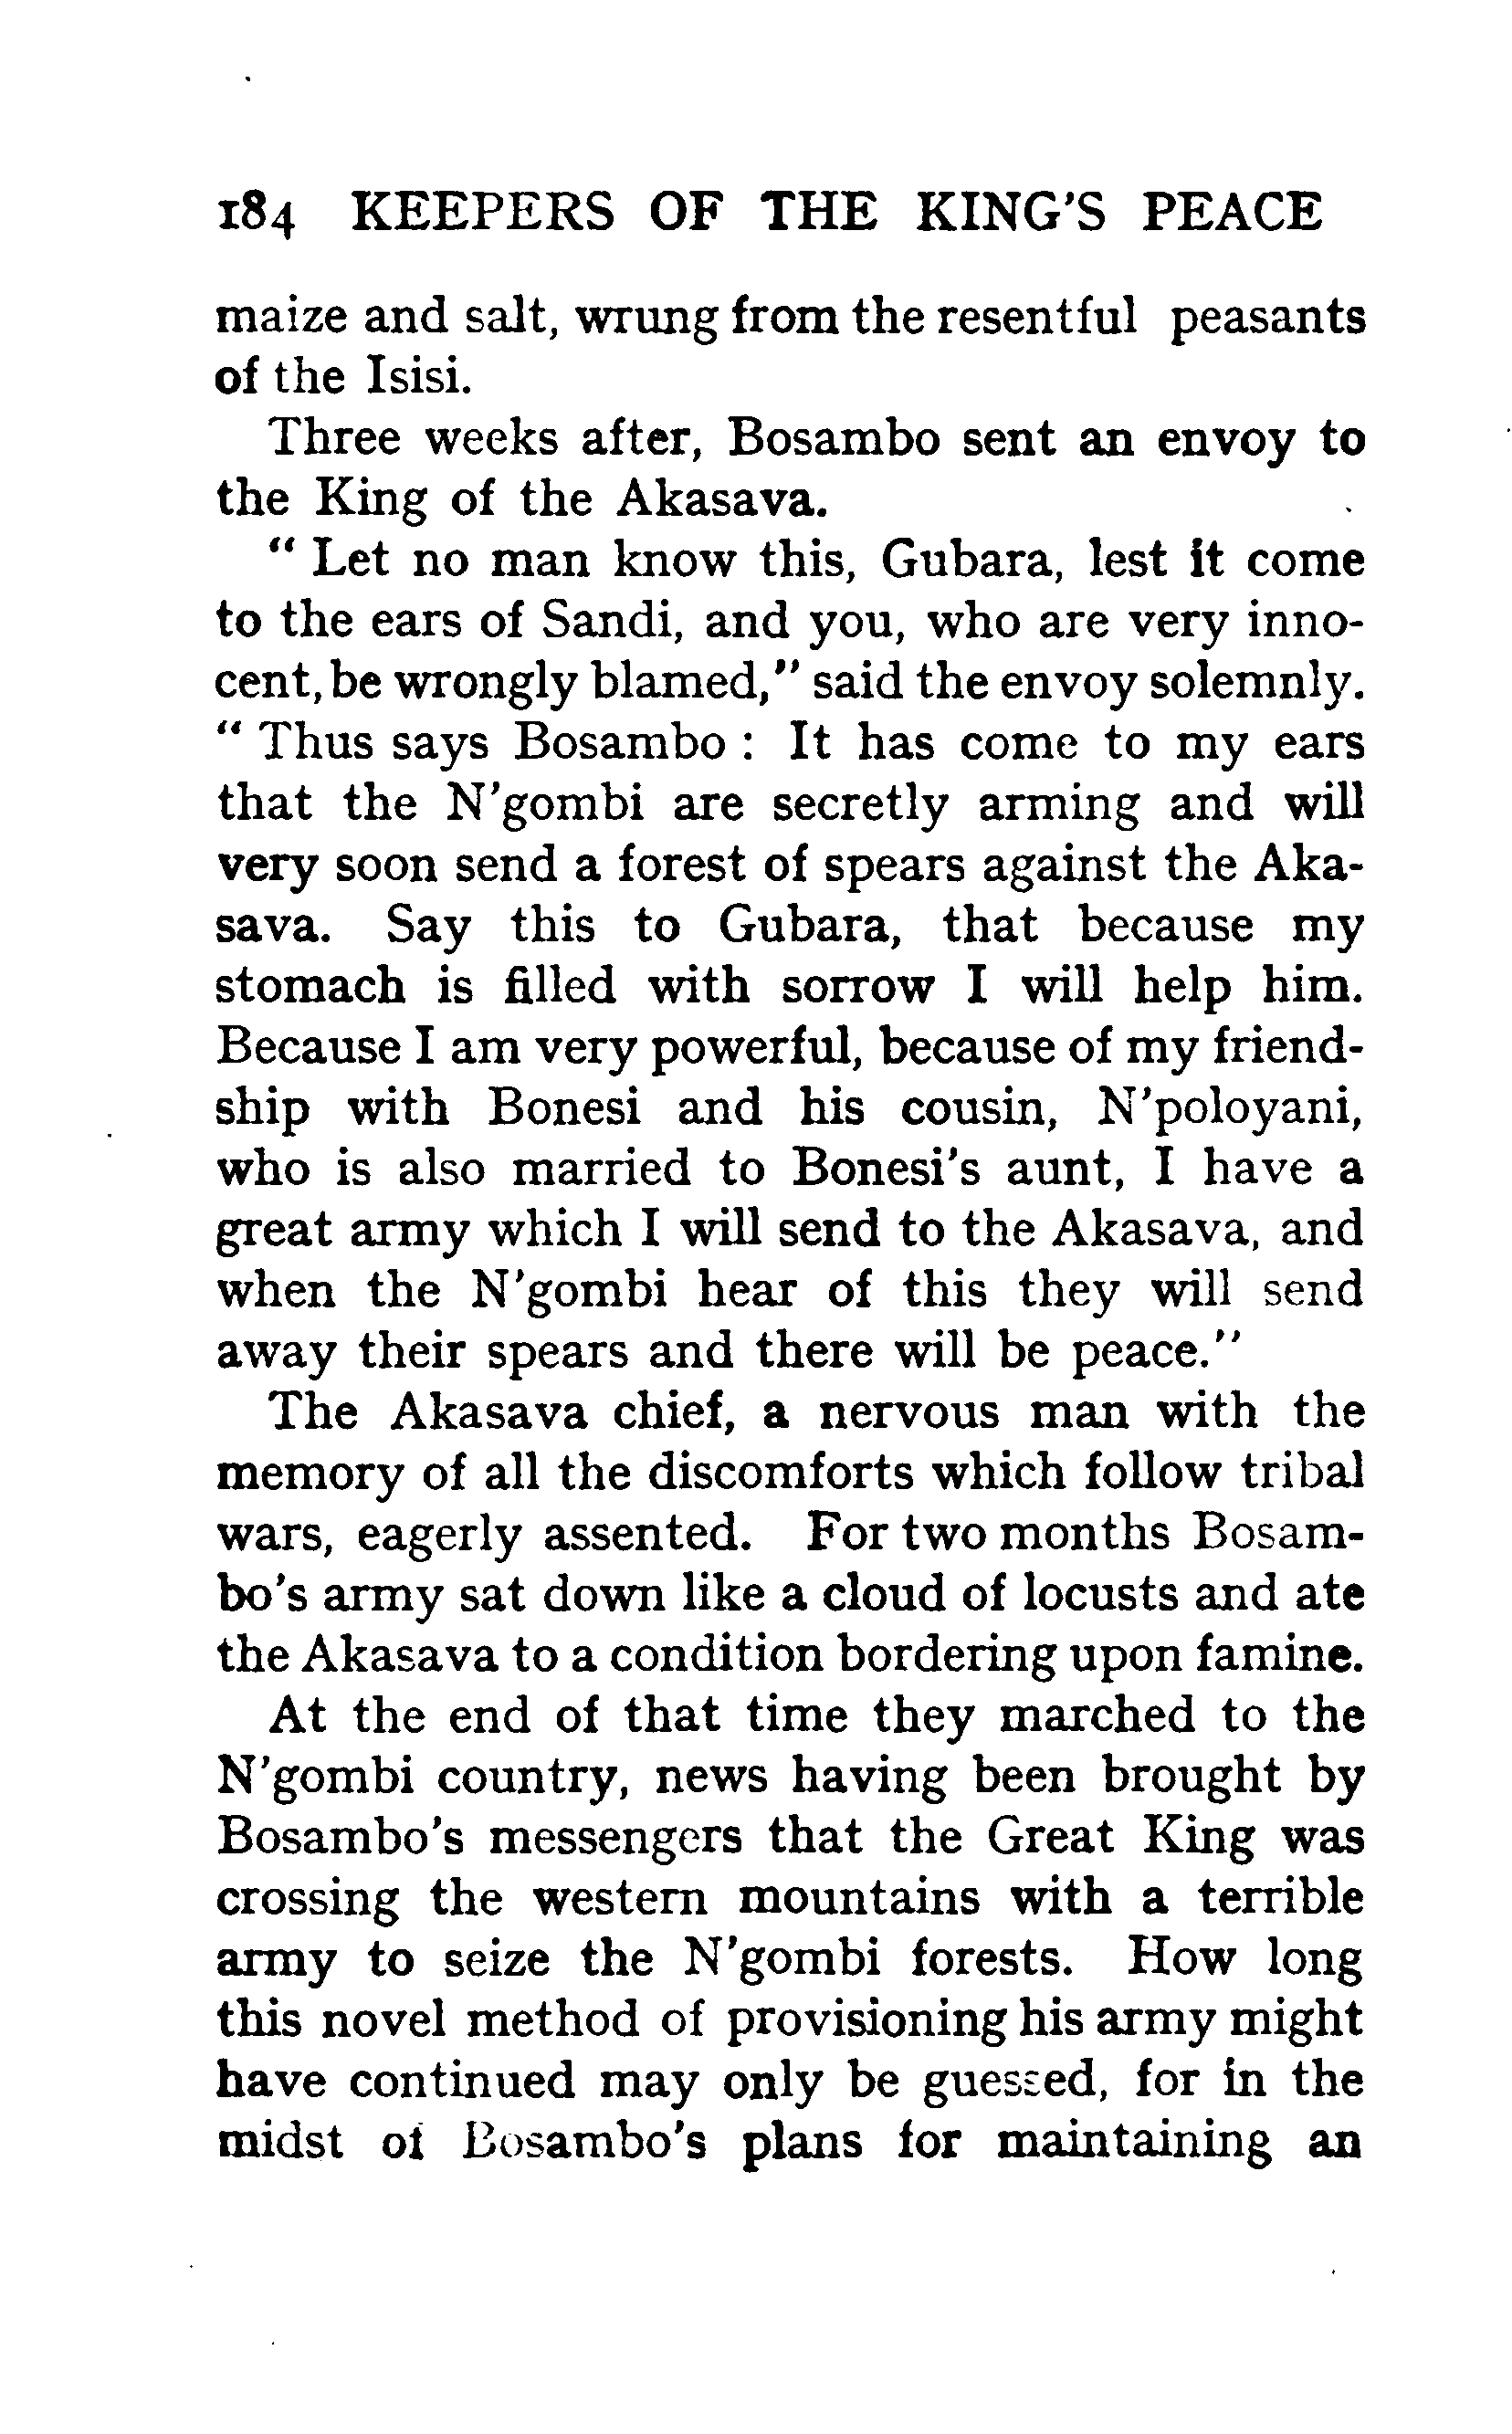 184 KEEPERS OF THE KING'S PEACE
maize and salt, wrung from the resentful peasants
of the Isisi.
Three weeks after, Bosambo sent an envoy to
the King of the Akasava.
" Let no man know this, Gubara, lest it come
to the ears of Sandi, and you, who are very inno-
cent, be wrongly blamed," said the envoy solemnly.
" Thus says Bosambo : It has come to my ears
that the N'gombi are secretly arming and will
very soon send a forest of spears against the Aka-
sava. Say this to Gubara, that because my
stomach is filled with sorrow I will help him.
Because I am very powerful, because of my friend-
ship with Bonesi and his cousin, N'poloyani,
who is also married to Bonesi's aunt, I have a
great army which I will send to the Akasava, and
when the N'gombi hear of this they will send
away their spears and there will be peace."
The Akasava chief, a nervous man with the
memory of all the discomforts which follow tribal
wars, eagerly assented. For two months Bosam-
bo's army sat down like a cloud of locusts and ate
the Akasava to a condition bordering upon famine.
At the end of that time they marched to the
N'gombi country, news having been brought by
Bosambo's messengers that the Great King was
crossing the western mountains with a terrible
army to seize the N'gombi forests. How long
this novel method of provisioning his army might
have continued may only be guessed, for in the
midst of Bosambo's plans for maintaining an